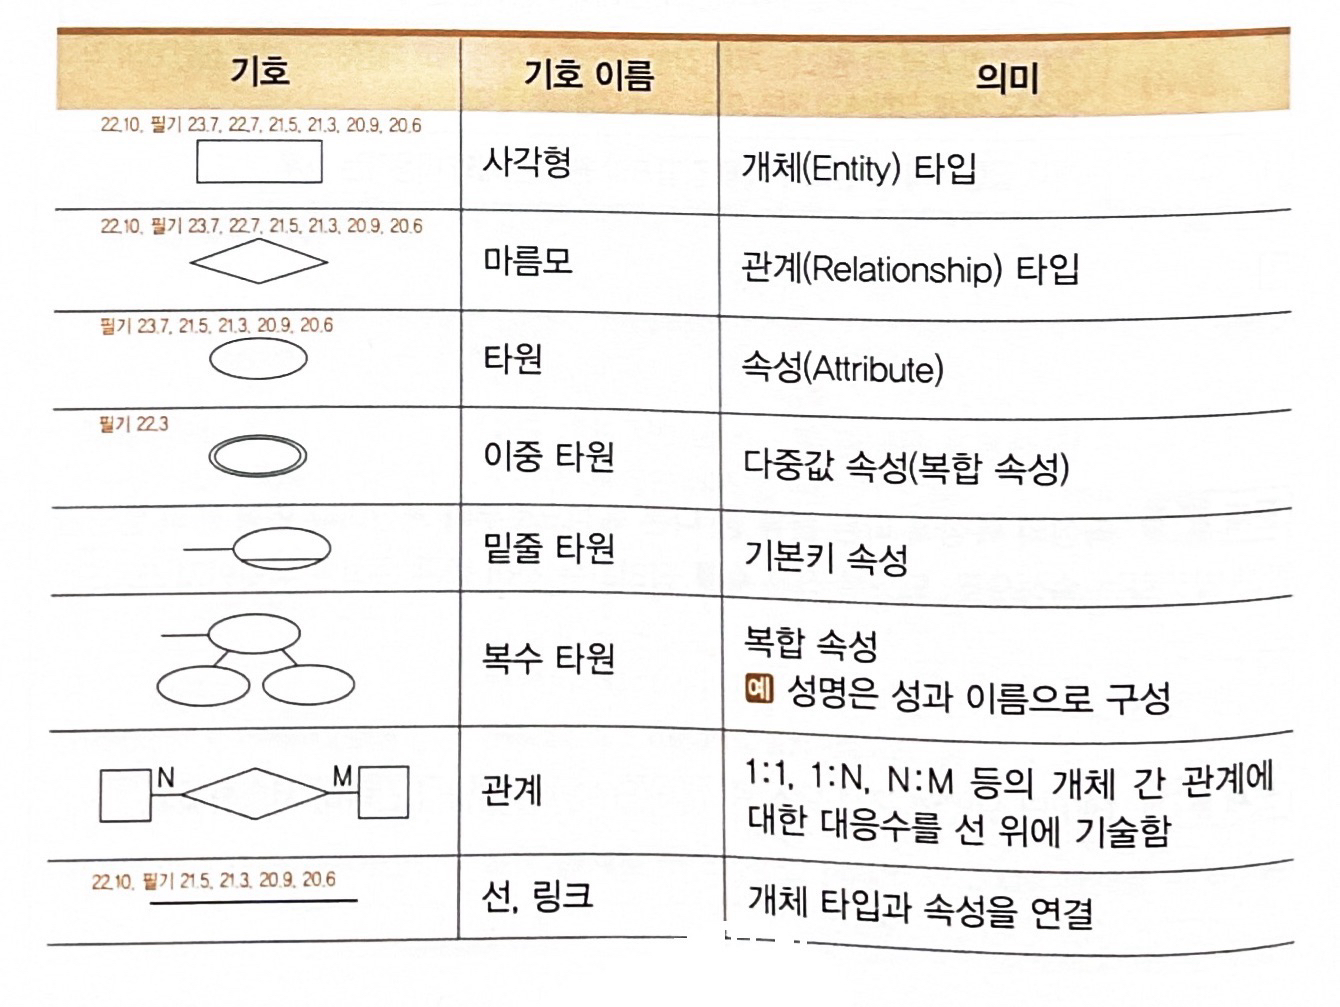 기호 기호 이름 의미
22.10, 필기 23.7, 22.7, 21.5, 21.3, 20.9, 20.6
사각형 개체(Entity) 타입
22.10, 필기 23.7, 22.7, 21.5, 21.3, 20.9, 20.6
마름모 관계(Relationship) 타입
필기 23.7, 21.5, 21.3, 20.9, 20.6
타원 속성(Attribute)
필기 22.3
이중 타원 다중값 속성(복합 속성)
밑줄 타원 기본키 속성
복수 타원
복합 속성
예 성명은 성과 이름으로 구성
N M
관계
1:1, 1:N, N:M 등의 개체 간 관계에
대한 대응수를 선 위에 기술함
22.10, 필기 21.5, 21.3, 20.9, 20.6
선, 링크 개체 타입과 속성을 연결